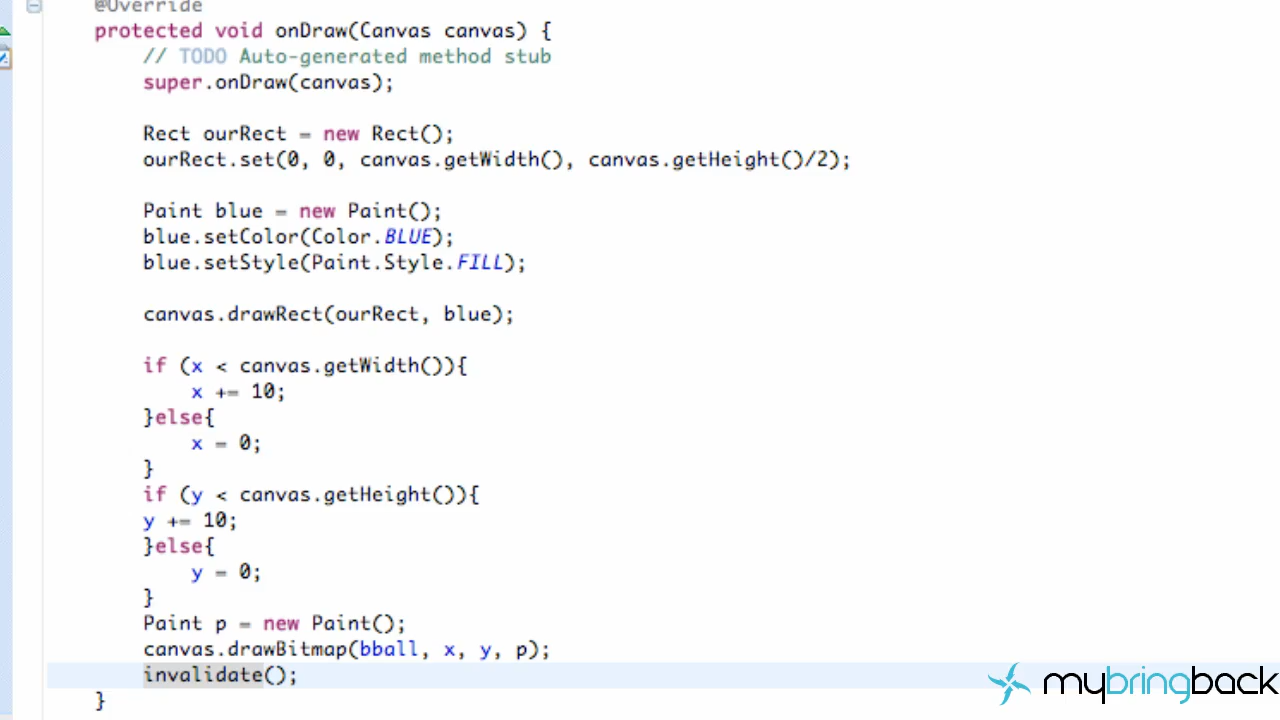 @Override
protected void onDraw(Canvas canvas) {
// TODO Auto-generated method stub
super.onDraw(canvas);
Rect ourRect = new Rect();
ourRect.set(0, 0, canvas.getWidth(), canvas.getHeight()/2);
Paint blue = new Paint();
blue.setColor(Color.BLUE);
blue.setStyle(Paint.Style.FILL);
canvas.drawRect(ourRect, blue);
if (x < canvas.getWidth()){
x += 10;
}else{
x = 0;
}
if (y < canvas.getHeight()){
y += 10;
}else{
y = 0;
}
Paint p = new Paint();
canvas.drawBitmap(bball, x, y, p);
invalidate();
}
mybringback